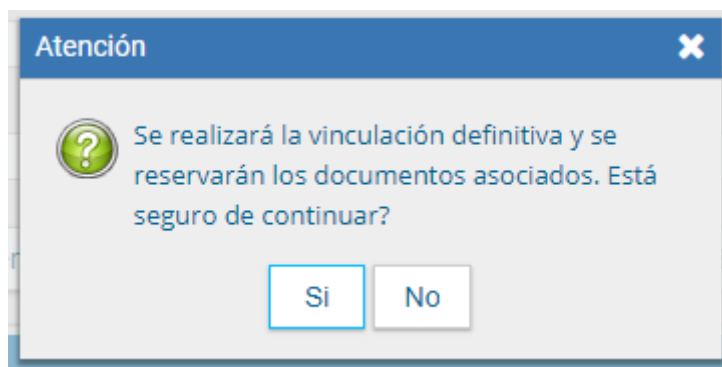 Atención
Se realizará la vinculación definitiva y se
reservarán los documentos asociados. Está
seguro de continuar?
Si
No